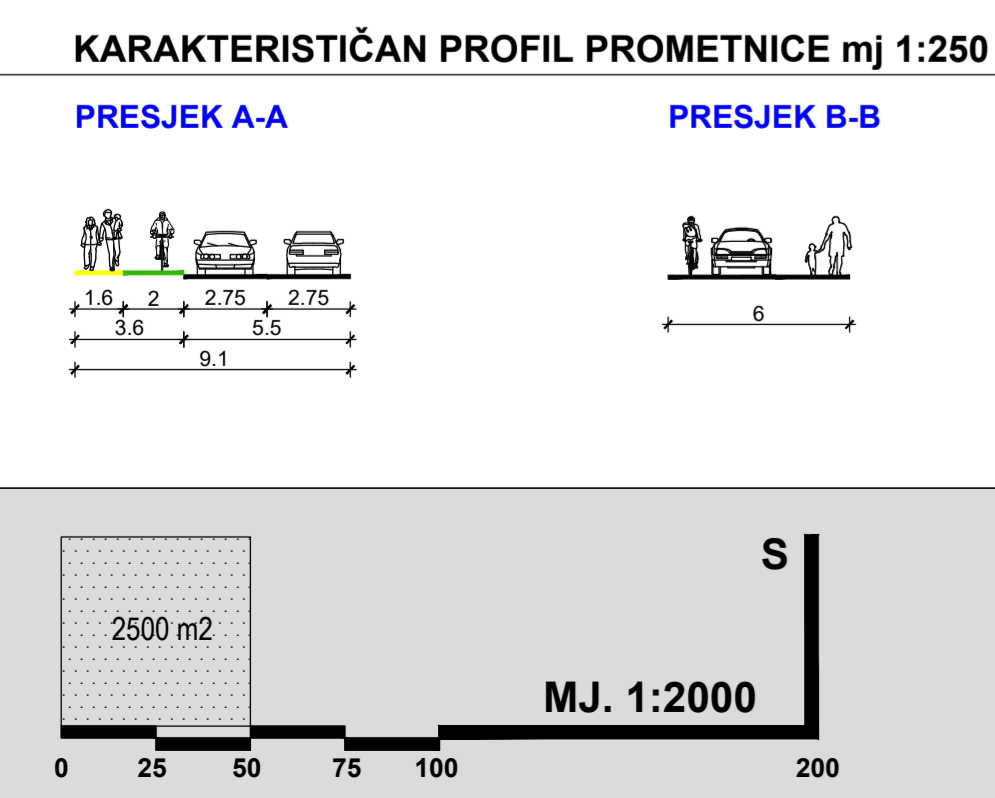 KARAKTERISTIČAN PROFIL PROMETNICE mj 1:250
PRESJEK A-A
PRESJEK B-B
1.6 2 2.75 2.75
3.6 5.5
9.1
6
S
2500 m2
MJ. 1:2000
0 25 50 75 100 200